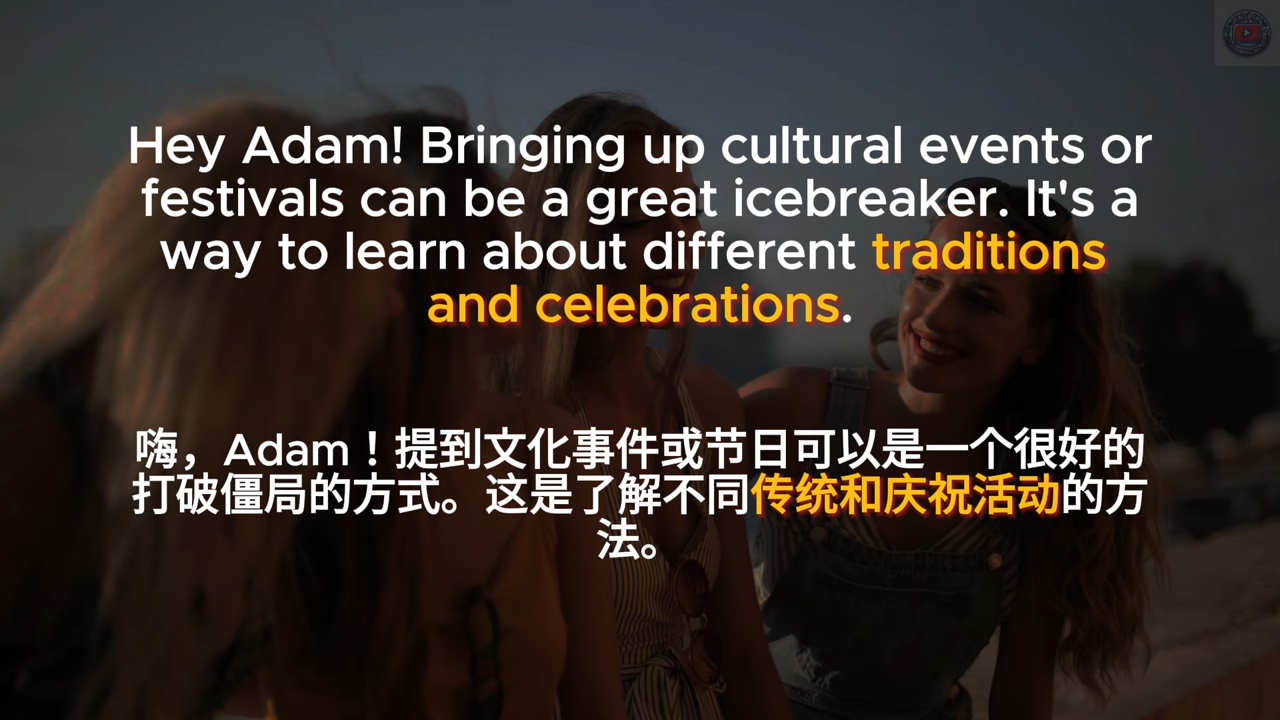 Hey Adam! Bringing up cultural events or
festivals can be a great icebreaker. It's a
way to learn about different traditions
and celebrations.
嗨，Adam！提到文化事件或节日可以是一个很好的
打破僵局的方式。这是了解不同传统和庆祝活动的方
法。